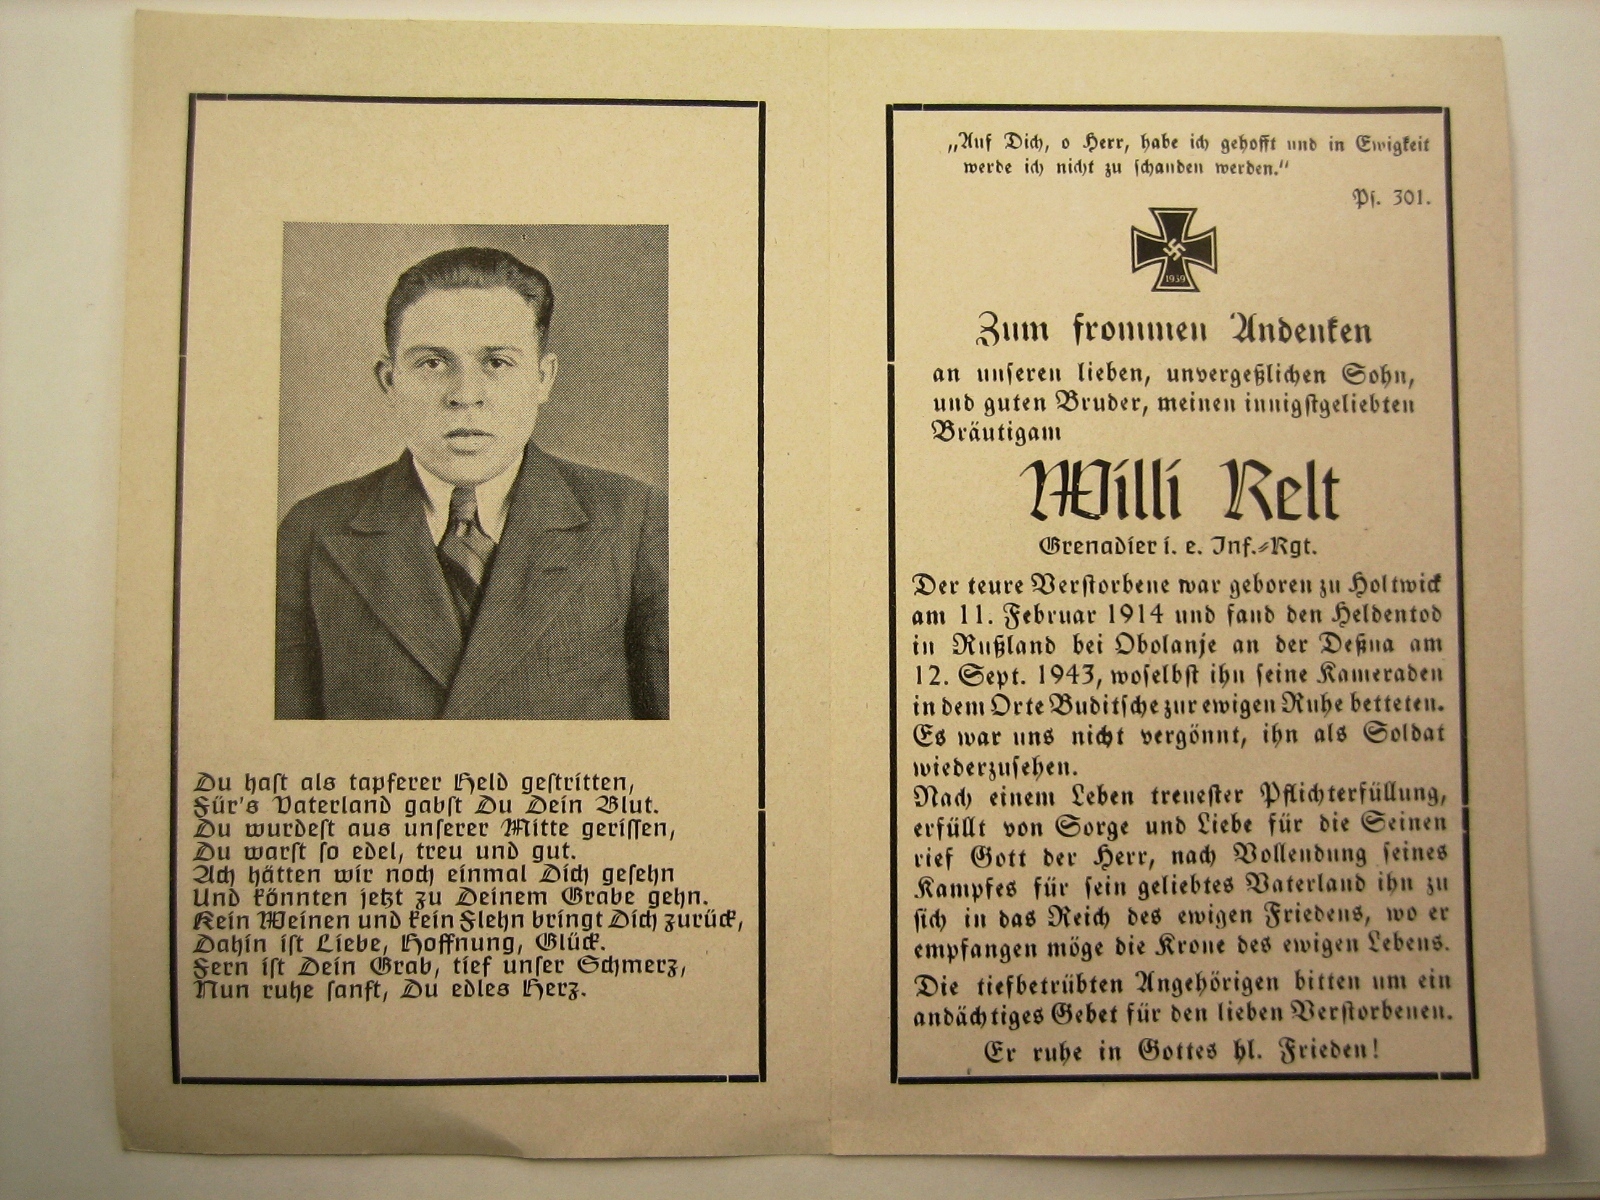 Du hast als tapferer Held gestritten,
Für's Vaterland gabst Du Dein Blut.
Du wurdest aus unserer Mitte gerissen,
Du warst so edel, treu und gut.
Ach hätten wir noch einmal Dich gesehn
Und könnten jetzt zu Deinem Grabe gehn.
Kein Weinen und kein Flehn bringt Dich zurück,
Dahin ist Liebe, Hoffnung, Glück.
Fern ist Dein Grab, tief unser Schmerz,
Nun ruhe sanft, Du edles Herz.
„Auf Dich, o Herr, habe ich gehofft und in Ewigkeit
werde ich nicht zu schanden werden.“
Ps. 301.
1939
Zum frommen Andenken
an unseren lieben, unvergeßlichen Sohn,
und guten Bruder, meinen innigstgeliebten
Bräutigam
Willi Relt
Grenadier i. e. Inf.-Rgt.
Der teure Verstorbene war geboren zu Holtwick
am 11. Februar 1914 und fand den Heldentod
in Rußland bei Obolanje an der Deßna am
12. Sept. 1943, woselbst ihn seine Kameraden
in dem Orte Buditsche zur ewigen Ruhe betteten.
Es war uns nicht vergönnt, ihn als Soldat
wiederzusehen.
Nach einem Leben treuester Pflichterfüllung,
erfüllt von Sorge und Liebe für die Seinen
rief Gott der Herr, nach Vollendung seines
Kampfes für sein geliebtes Vaterland ihn zu
sich in das Reich des ewigen Friedens, wo er
empfangen möge die Krone des ewigen Lebens.
Die tiefbetrübten Angehörigen bitten um ein
andächtiges Gebet für den lieben Verstorbenen.
Er ruhe in Gottes hl. Frieden!